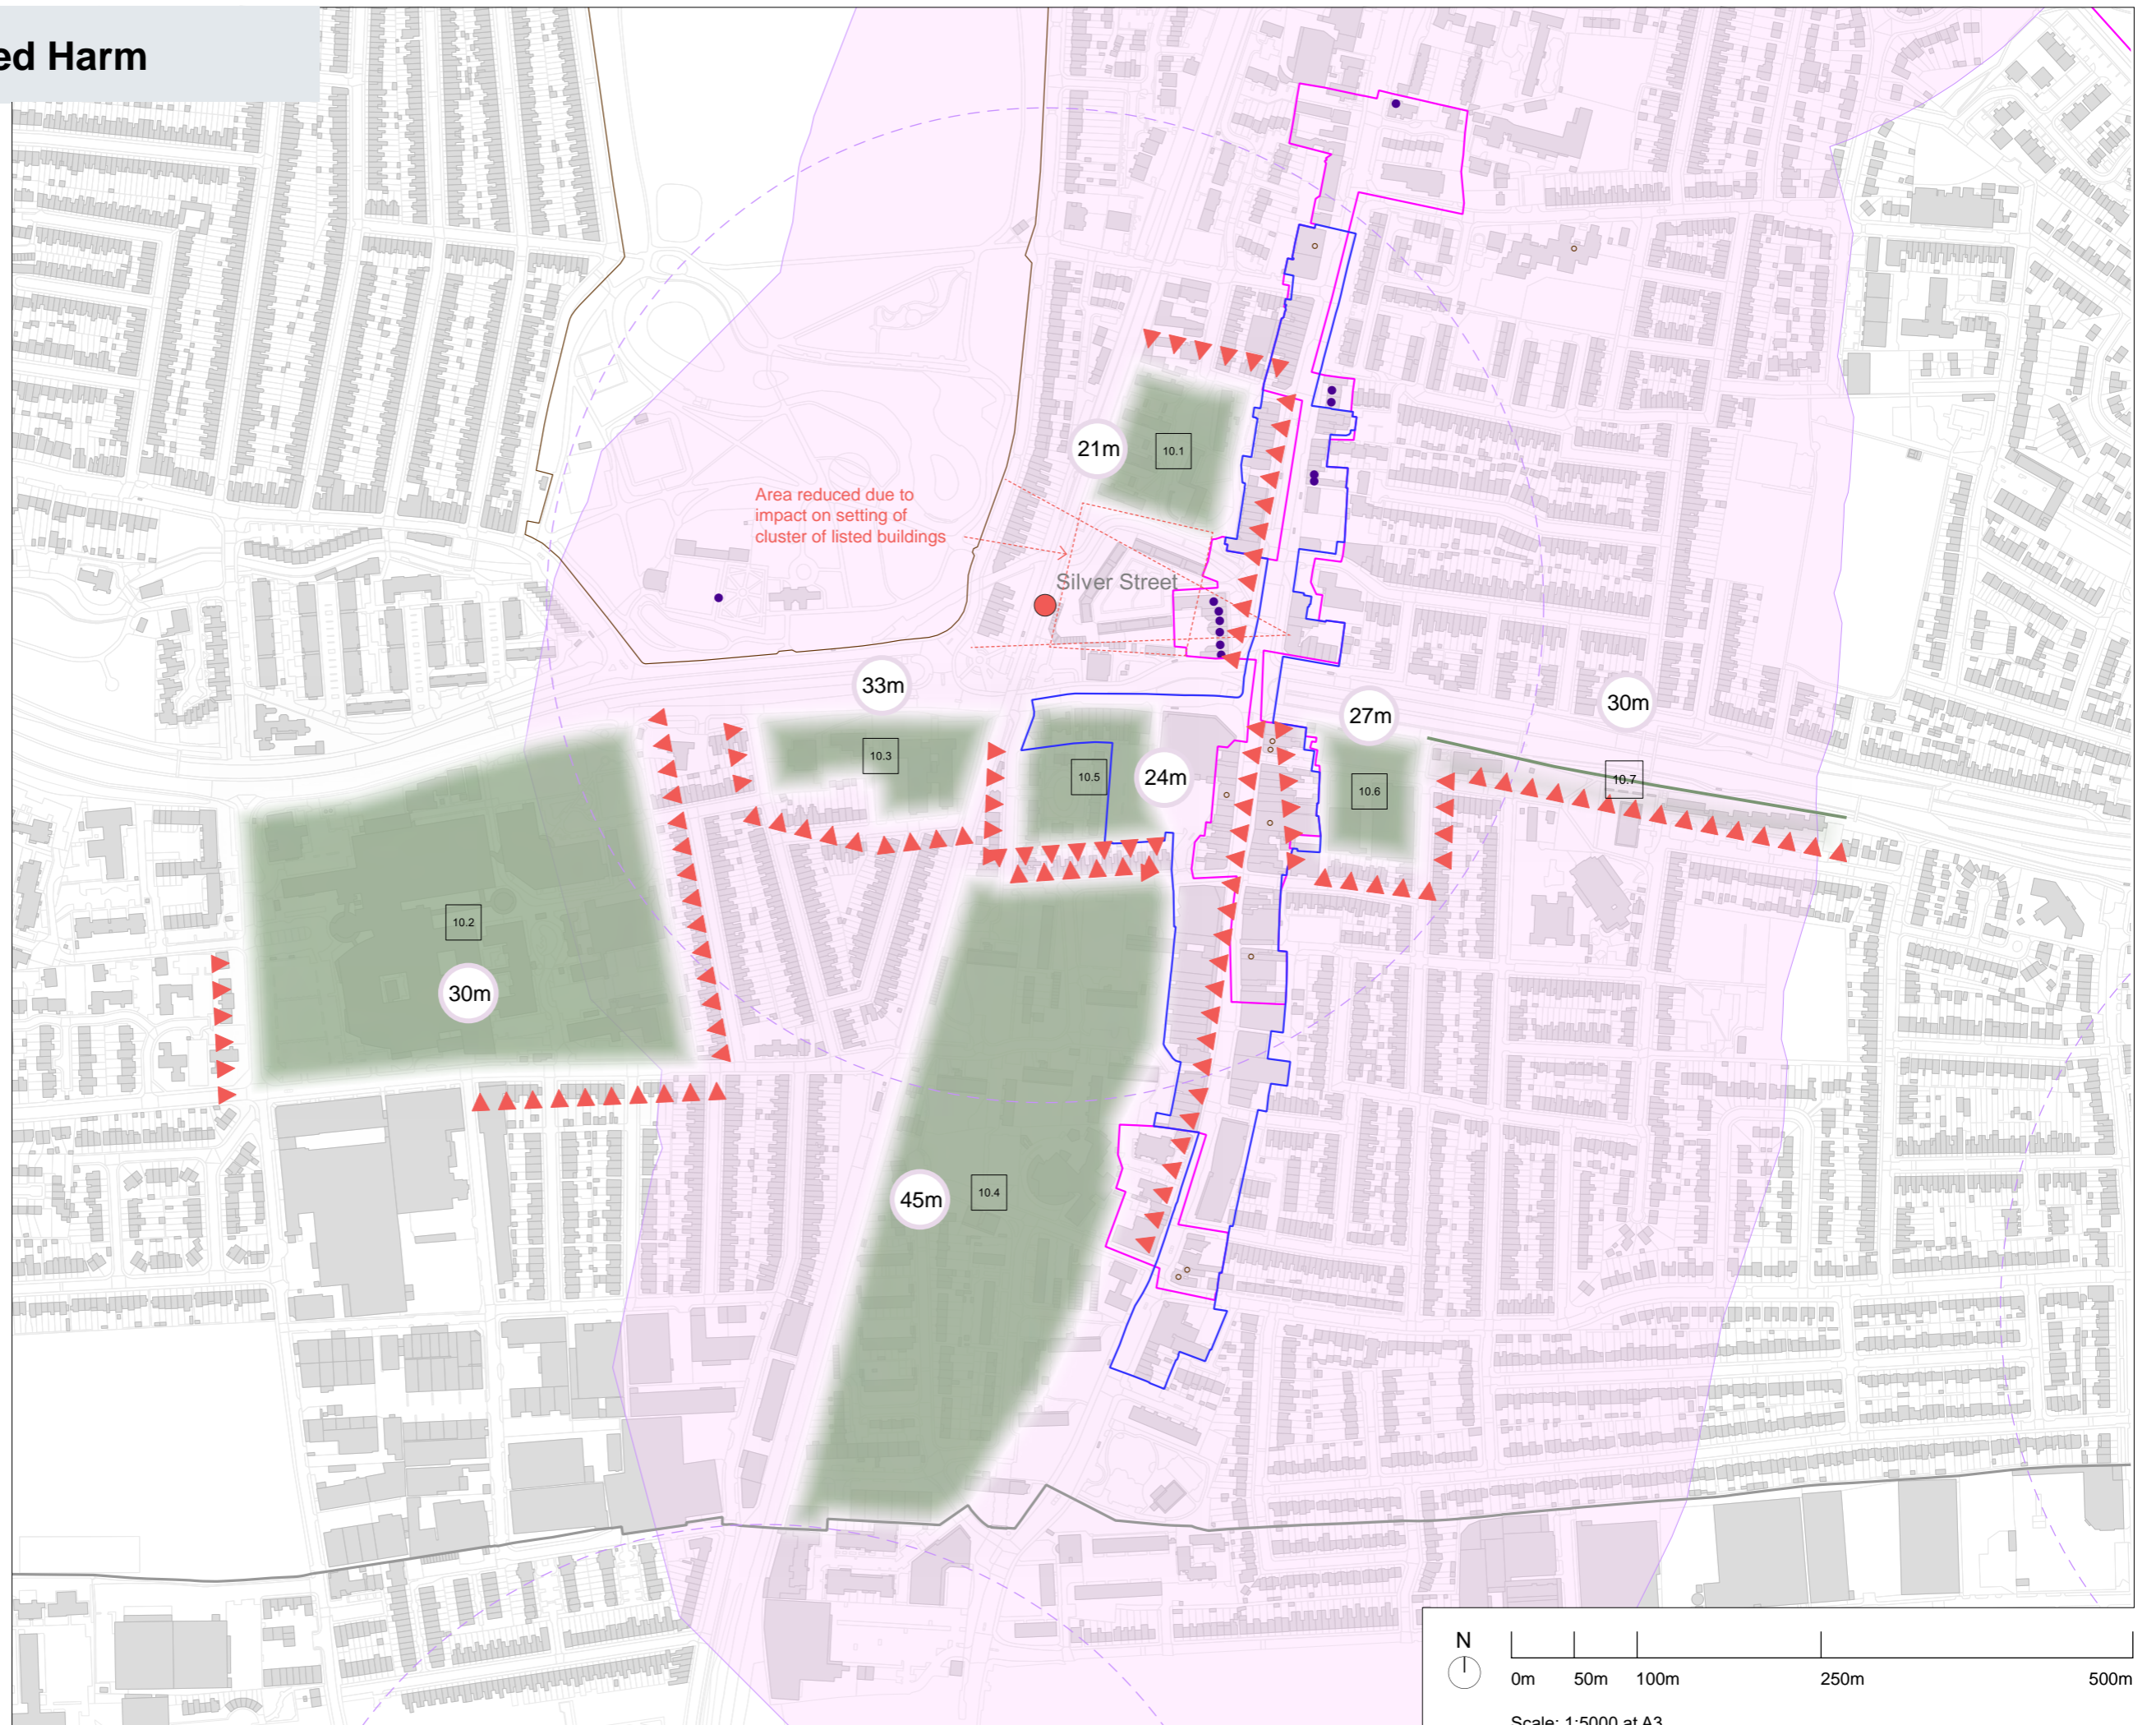 ed Harm
21m
10.1
Area reduced due to
impact on setting of
cluster of listed buildings
Silver Street
33m
30m
27m
10.3
10.5
24m
10.6
10.7
10.2
30m
45m
10.4
N
0m
50m
100m
250m
500m
Scale: 1:5000 at A3